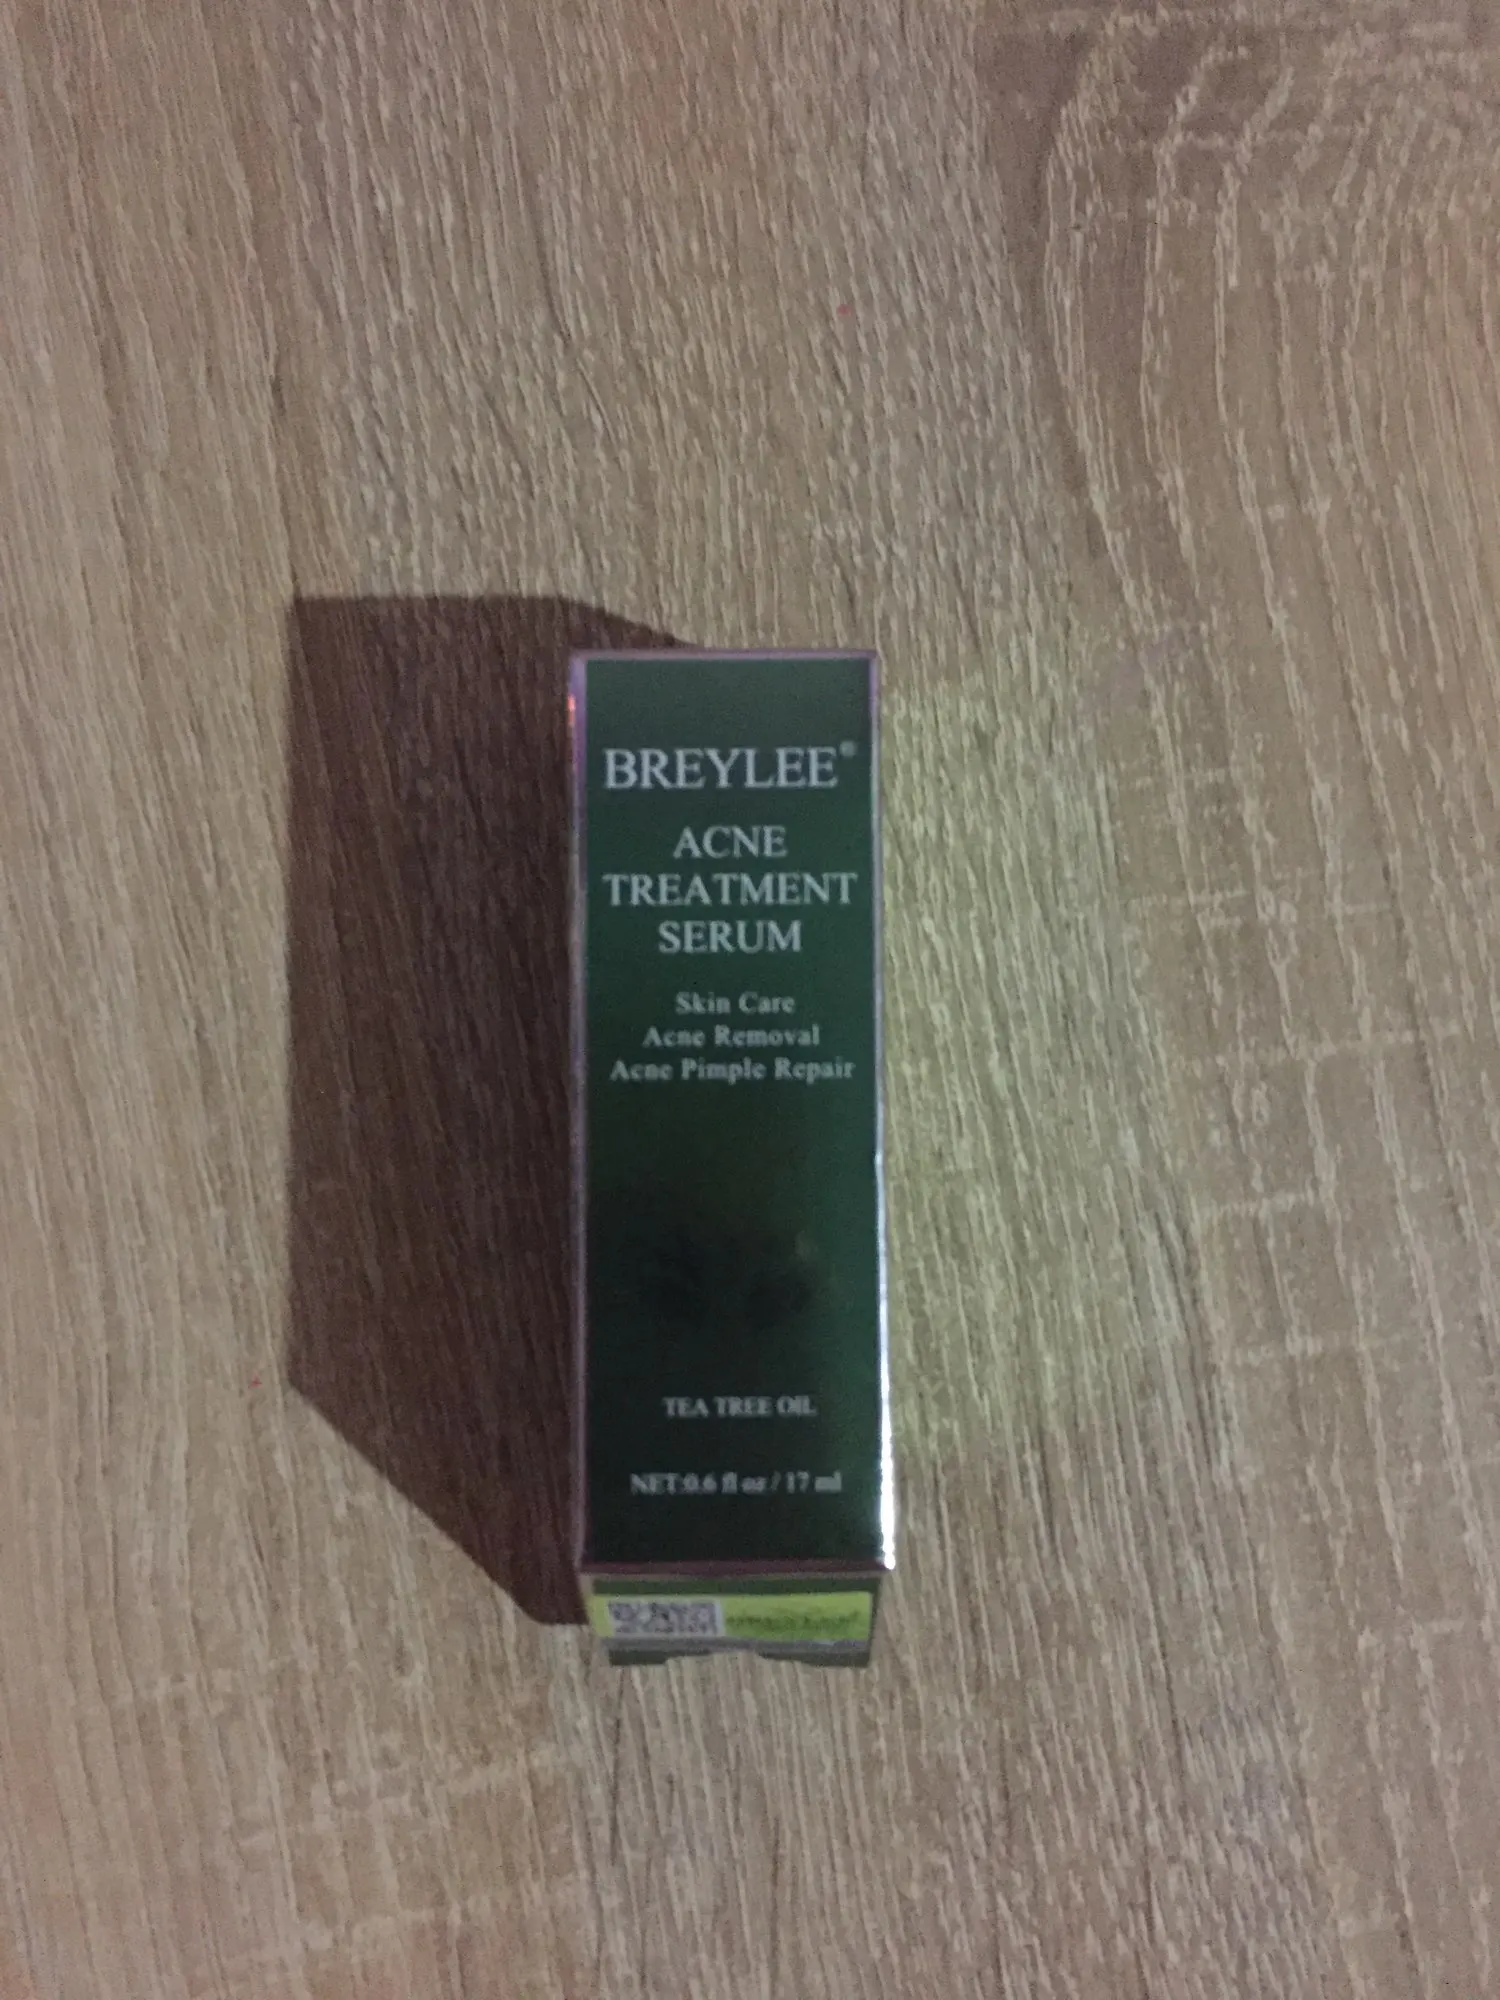 BREYLEE®
ACNE
TREATMENT
SERUM
Skin Care
Acne Removal
Acne Pimple Repair
TEA TREE OIL
NET:0.6 fl oz / 17 ml